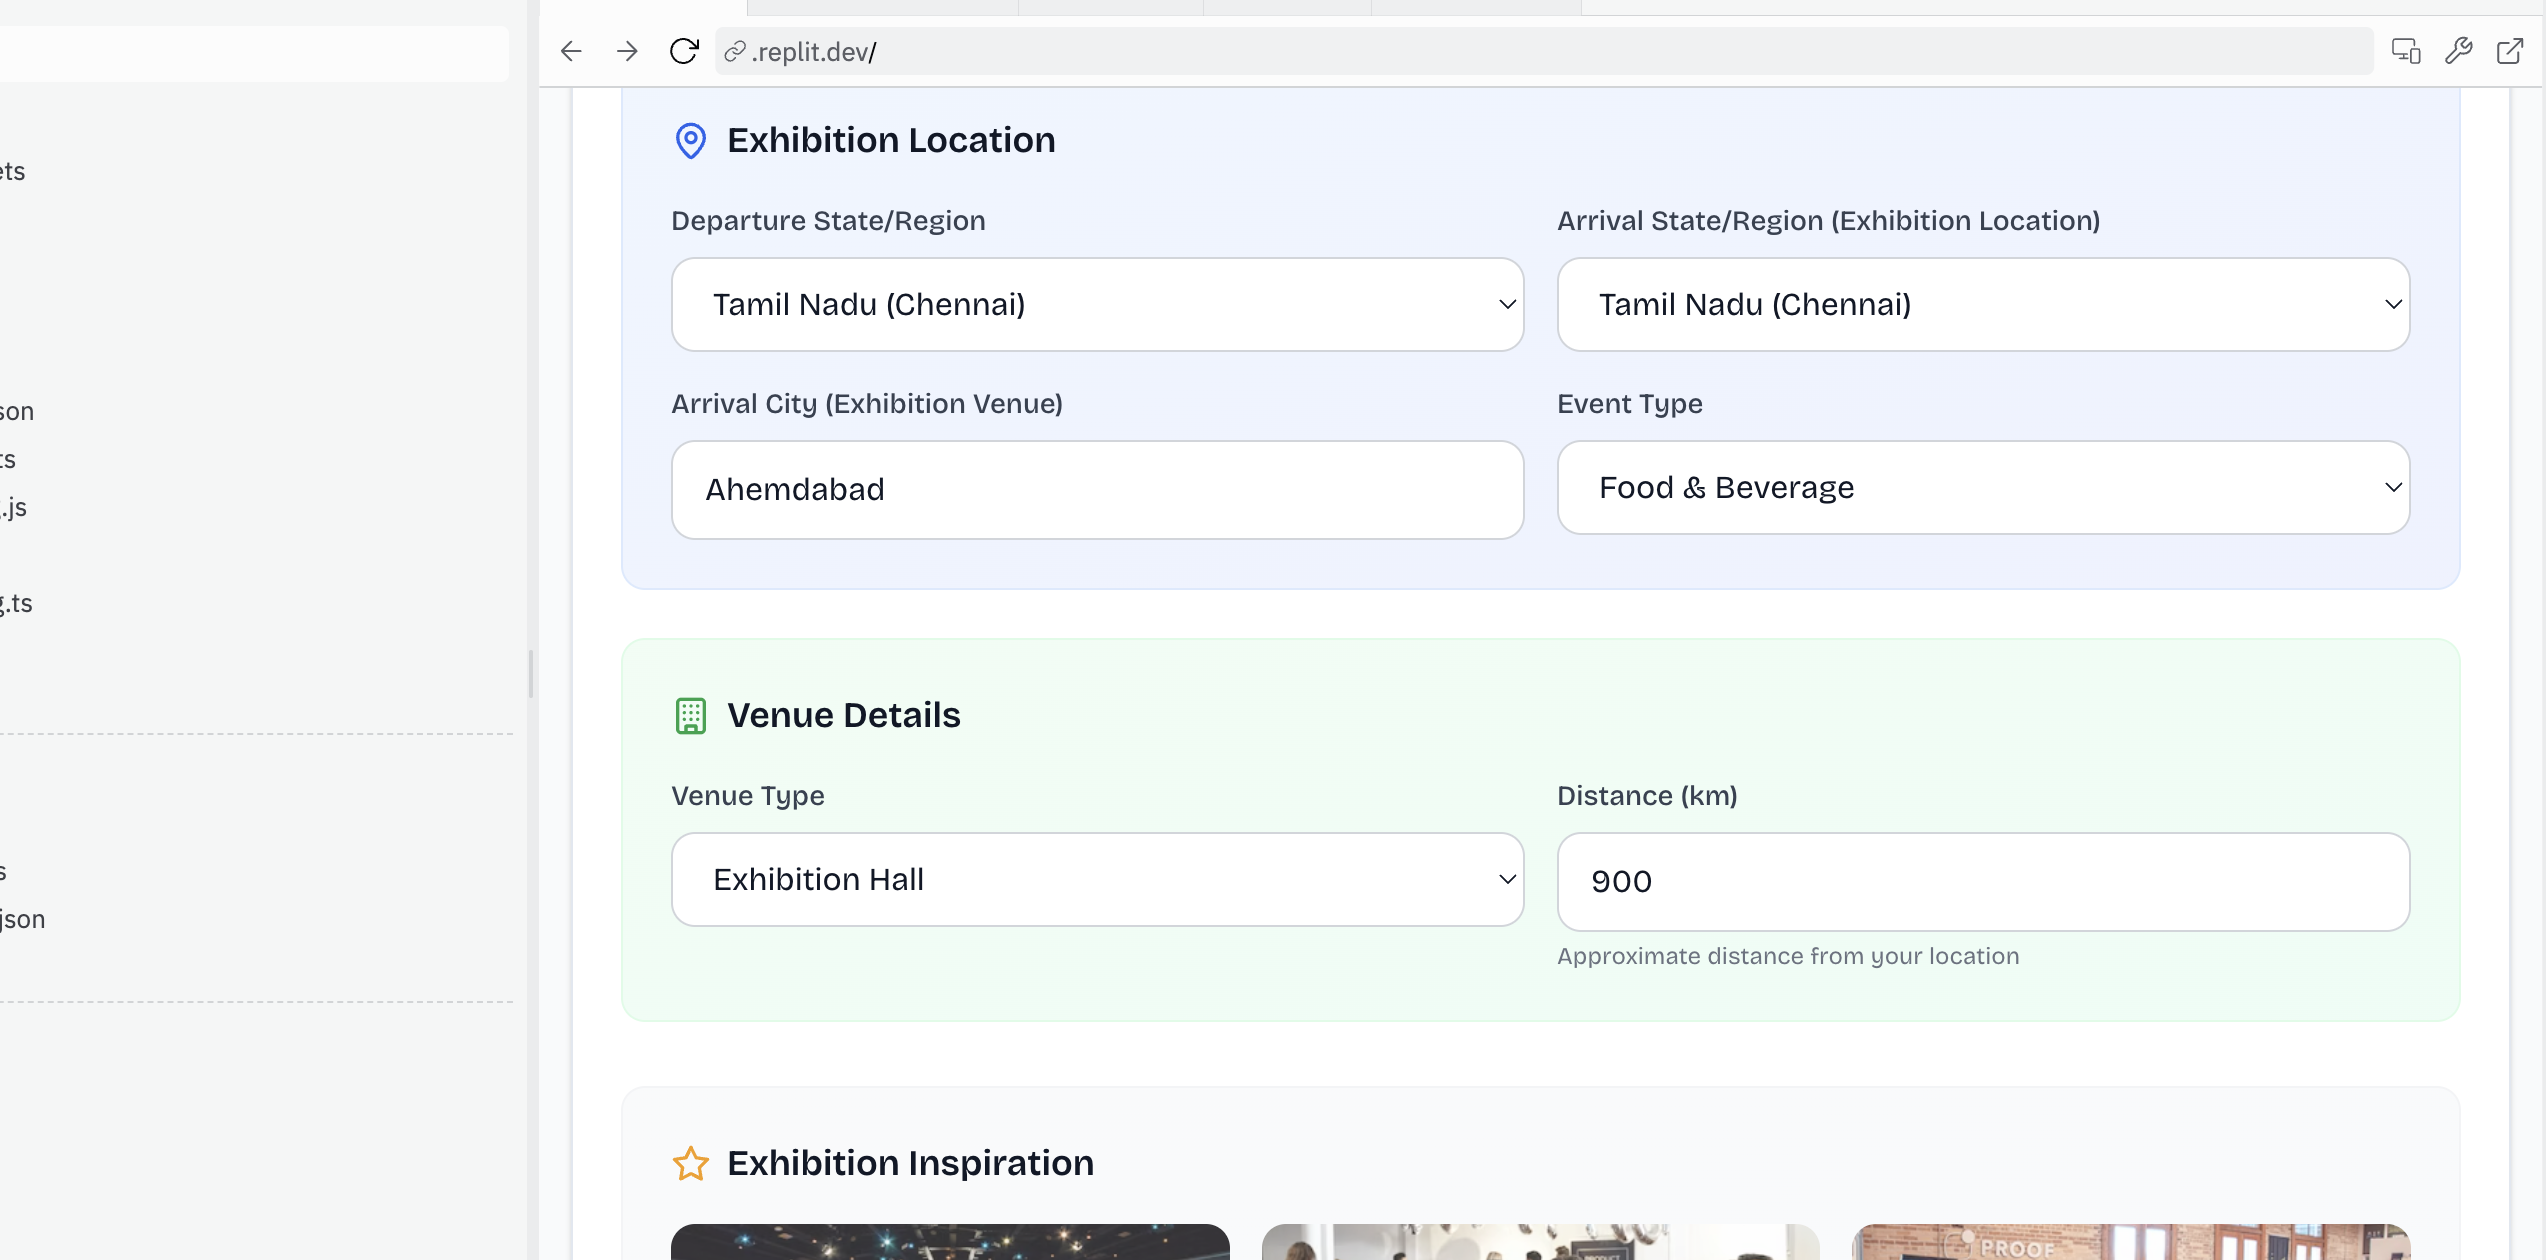 .replit.dev/
ets
son
ts
g.js
g.ts
s
json
Exhibition Location
Departure State/Region
Arrival State/Region (Exhibition Location)
Tamil Nadu (Chennai)
Tamil Nadu (Chennai)
Arrival City (Exhibition Venue)
Event Type
Ahemdabad
Food & Beverage
Venue Details
Venue Type
Distance (km)
Exhibition Hall
900
Approximate distance from your location
Exhibition Inspiration
PRODUCT
PROOF